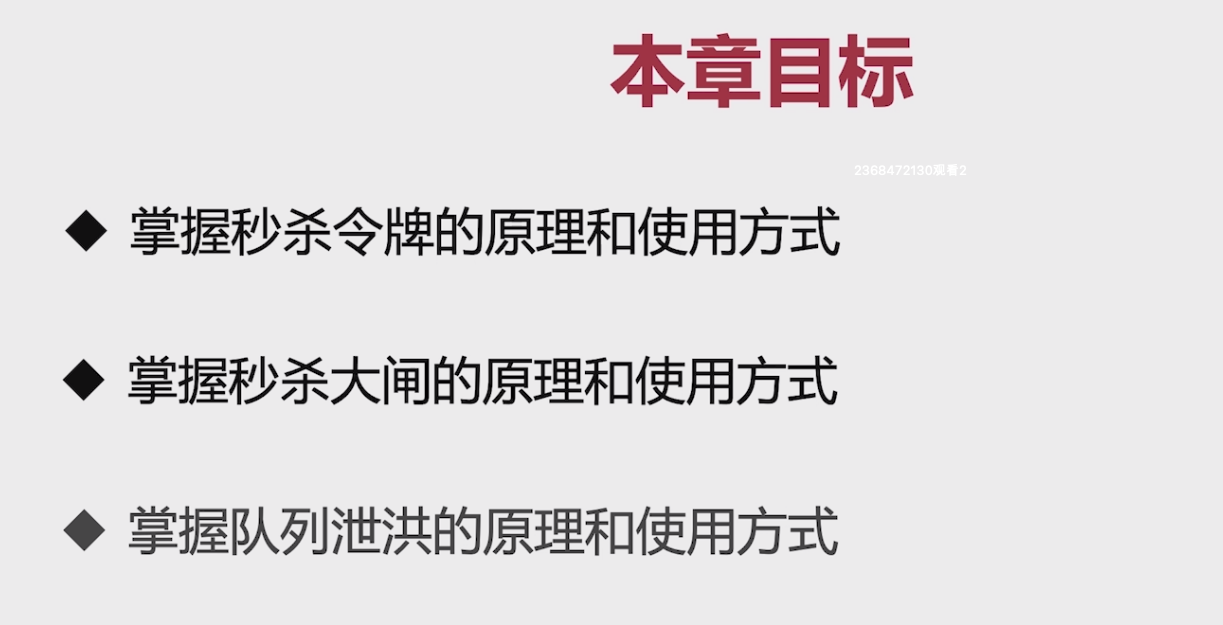 本章目标
2368472130观看2
◆ 掌握秒杀令牌的原理和使用方式
◆ 掌握秒杀大闸的原理和使用方式
◆ 掌握队列泄洪的原理和使用方式